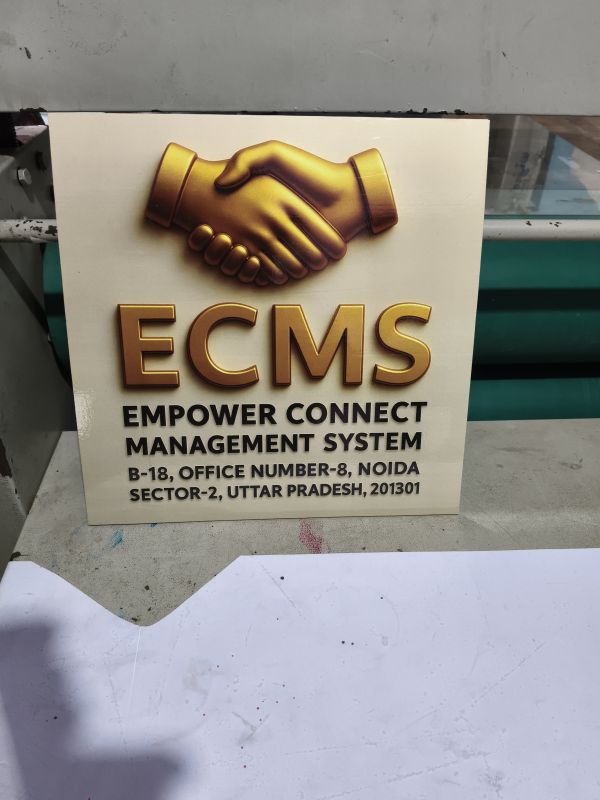 ECMS
EMPOWER CONNECT
MANAGEMENT SYSTEM
B-18, OFFICE NUMBER-8, NOIDA
SECTOR-2, UTTAR PRADESH, 201301